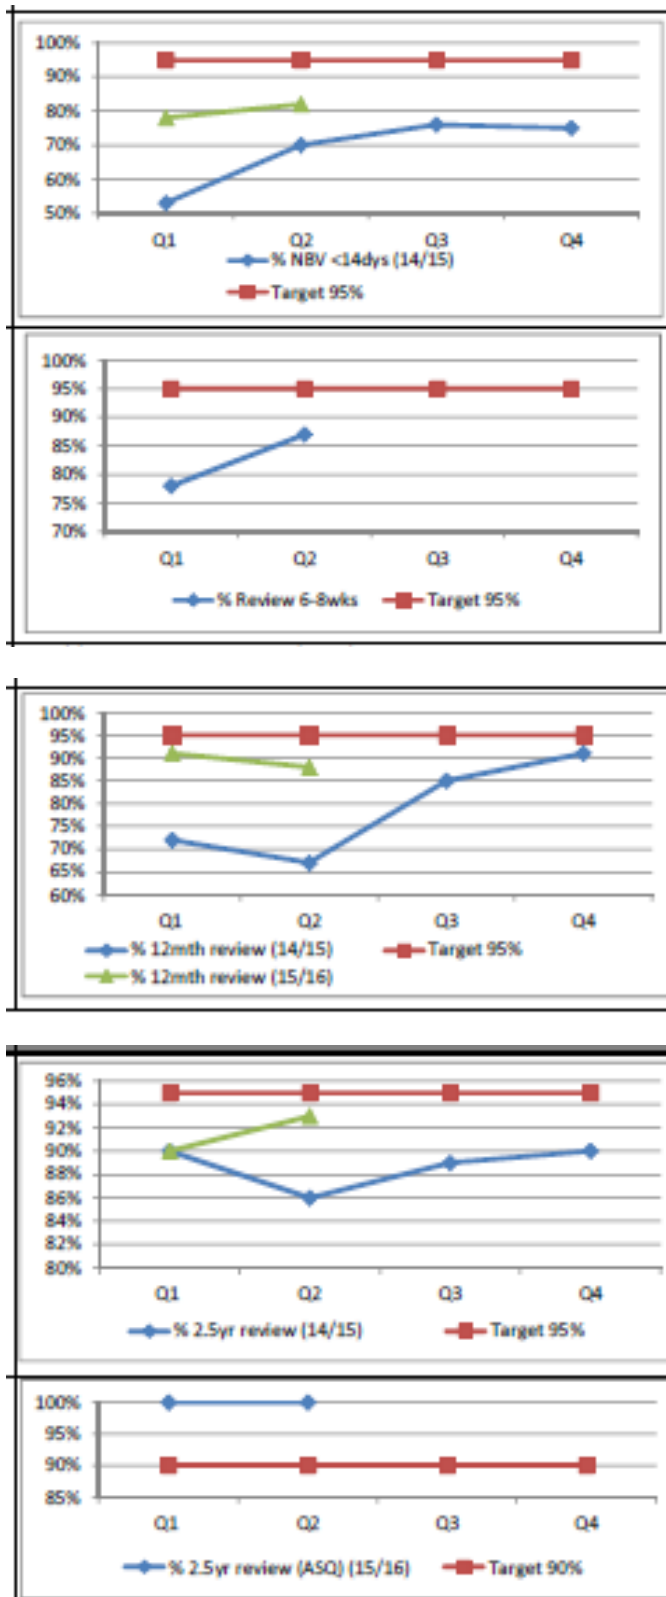 100%
90%
80%
70%
60%
50%
Q1 Q2 Q3 Q4
% NBV <14dys (14/15)
Target 95%
100%
95%
90%
85%
80%
75%
70%
Q1 Q2 Q3 Q4
% Review 6-8wks Target 95%
100%
95%
90%
85%
80%
75%
70%
65%
60%
Q1 Q2 Q3 Q4
% 12mth review (14/15) Target 95%
% 12mth review (15/16)
96%
94%
92%
90%
88%
86%
84%
82%
80%
Q1 Q2 Q3 Q4
% 2.5yr review (14/15) Target 95%
100%
95%
90%
85%
Q1 Q2 Q3 Q4
% 2.5yr review (ASQ) (15/16) Target 90%